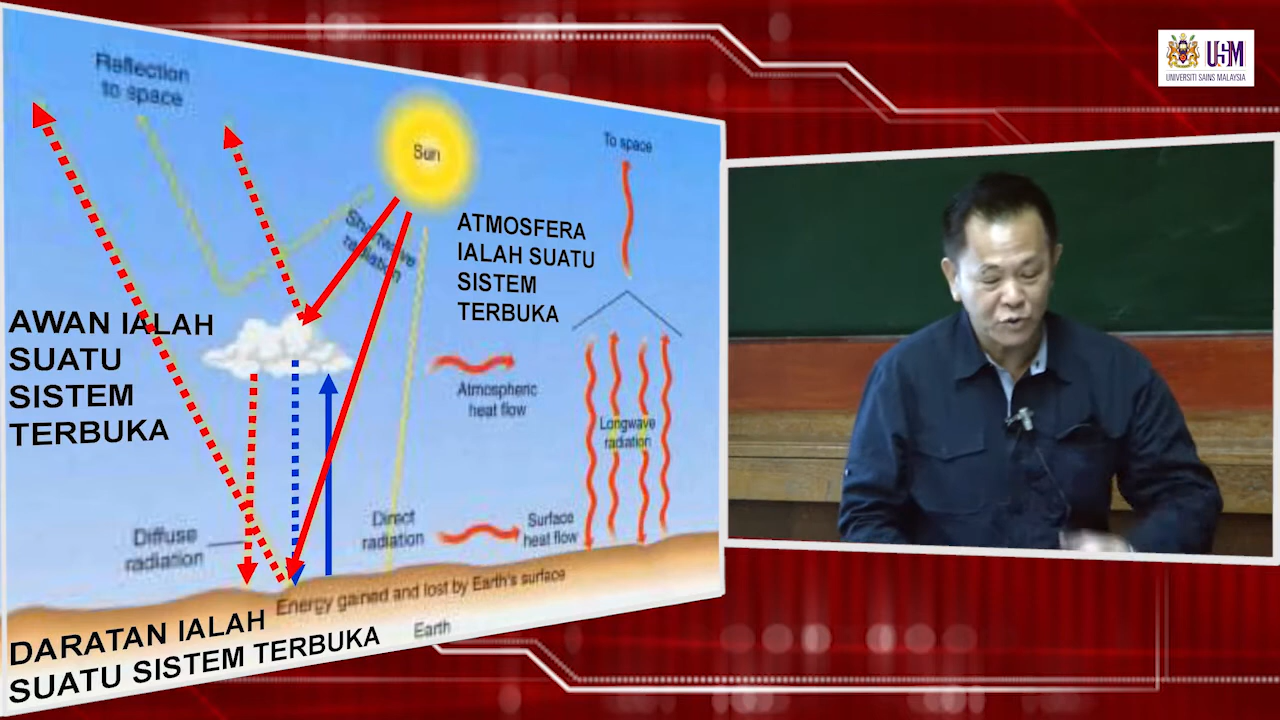 Reflection
to space
Sun
Shortwave
radiation
To space
ATMOSFERA
IALAH SUATU
SISTEM
TERBUKA
AWAN IALAH
SUATU
SISTEM
TERBUKA
Atmospheric
heat flow
Longwave
radiation
Diffuse
radiation
Direct
radiation
Surface
heat flow
Energy gained and lost by Earth's surface
Earth
DARATAN IALAH
SUATU SISTEM TERBUKA
USM
UNIVERSITI SAINS MALAYSIA